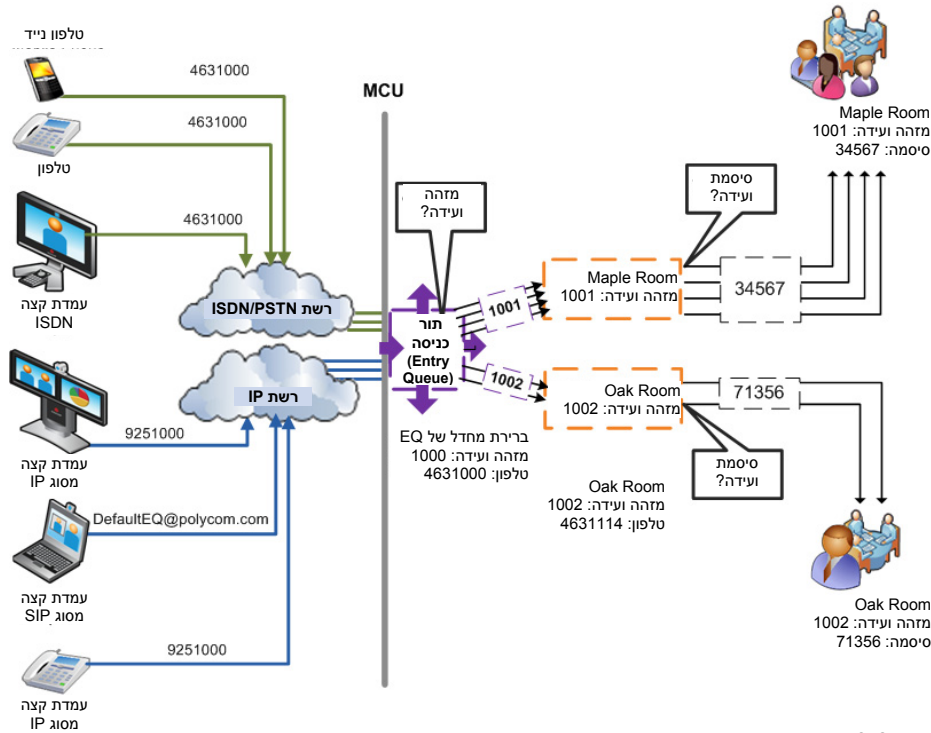 טלפון נייד
4631000
4631000
טלפון
4631000
עמדת קצה
ISDN
רשת ISDN/PSTN
רשת IP
9251000
עמדת קצה
מסוג IP
DefaultEQ@polycom.com
עמדת קצה
מסוג SIP
9251000
עמדת קצה
מסוג IP
MCU
מזהה
ועידה?
תור
כניסה
(Entry
Queue)
ברירת מחדל של EQ
מזהה ועידה: 1000
טלפון: 4631000
1001
1002
סיסמת
ועידה?
Maple Room
מזהה ועידה: 1001
34567
Oak Room
מזהה ועידה: 1002
71356
סיסמת
ועידה?
Oak Room
מזהה ועידה: 1002
טלפון: 4631114
Maple Room
מזהה ועידה: 1001
סיסמה: 34567
Oak Room
מזהה ועידה: 1002
סיסמה: 71356